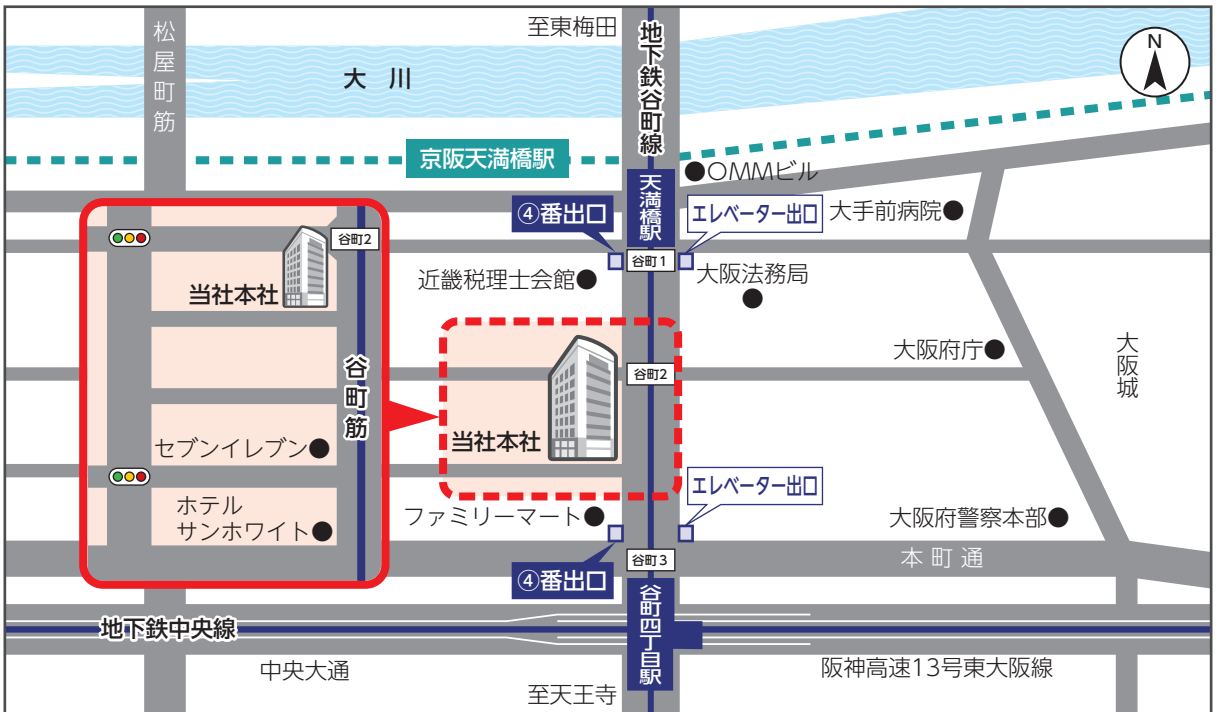 至東梅田
地下鉄谷町線
N
松屋町筋
大川
京阪天満橋駅
●OMMビル
天満橋駅
④番出口
エレベーター出口
大手前病院●
谷町2
谷町1
近畿税理士会館●
大阪法務局
●
当社本社
大阪府庁●
大阪城
谷町2
谷町筋
当社本社
セブンイレブン●
エレベーター出口
ホテル
サンホワイト●
ファミリーマート●
大阪府警察本部●
谷町3
本町通
④番出口
谷町四丁目駅
地下鉄中央線
中央大通
阪神高速13号東大阪線
至天王寺